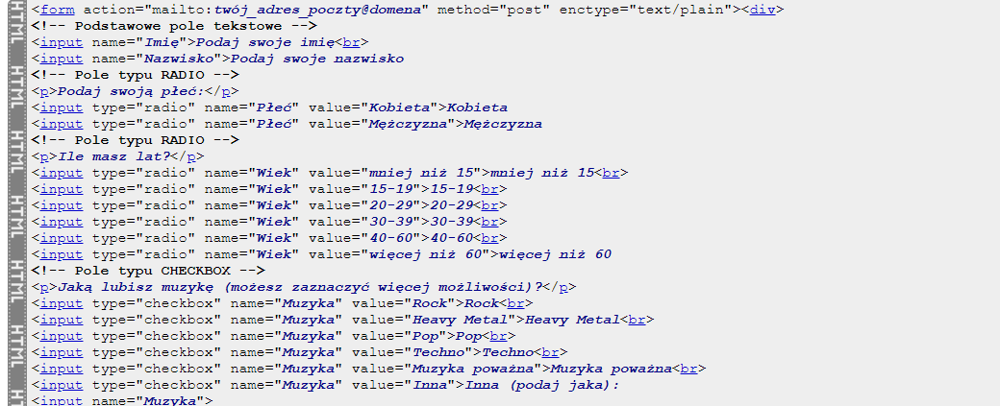 <form action="mailto:twój_adres_poczty@domena" method="post" enctype="text/plain"><div>
<!-- Podstawowe pole tekstowe -->
<input name="Imię">Podaj swoje imię<br>
<input name="Nazwisko">Podaj swoje nazwisko
<!-- Pole typu RADIO -->
<p>Podaj swoją płeć:</p>
<input type="radio" name="Płeć" value="Kobieta">Kobieta
<input type="radio" name="Płeć" value="Mężczyzna">Mężczyzna
<!-- Pole typu RADIO -->
<p>Ile masz lat?</p>
<input type="radio" name="Wiek" value="mniej niż 15">mniej niż 15<br>
<input type="radio" name="Wiek" value="15-19">15-19<br>
<input type="radio" name="Wiek" value="20-29">20-29<br>
<input type="radio" name="Wiek" value="30-39">30-39<br>
<input type="radio" name="Wiek" value="40-60">40-60<br>
<input type="radio" name="Wiek" value="więcej niż 60">więcej niż 60
<!-- Pole typu CHECKBOX -->
<p>Jaką lubisz muzykę (możesz zaznaczyć więcej możliwości)?</p>
<input type="checkbox" name="Muzyka" value="Rock">Rock<br>
<input type="checkbox" name="Muzyka" value="Heavy Metal">Heavy Metal<br>
<input type="checkbox" name="Muzyka" value="Pop">Pop<br>
<input type="checkbox" name="Muzyka" value="Techno">Techno<br>
<input type="checkbox" name="Muzyka" value="Muzyka poważna">Muzyka poważna<br>
<input type="checkbox" name="Muzyka" value="Inna">Inna (podaj jaka):
<input name="Muzyka">
HTML
HTML
HTML
HTML
HTML
HTML